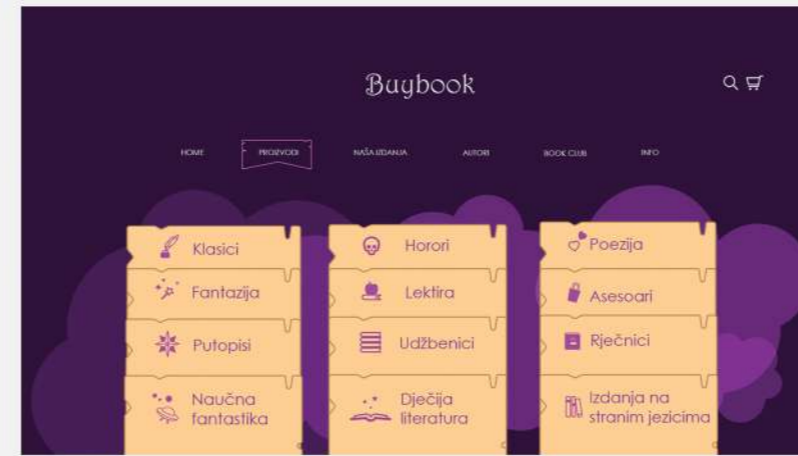 Buybook
HOME PROIZVODI NAŠA IZDANJA AUTORI BOOK CLUB INFO
Klasici
Fantazija
Putopisi
Naučna
fantastika
Horori
Lektira
Udžbenici
Dječija
literatura
Poezija
Asesoari
Rječnici
Izdanja na
stranim jezicima